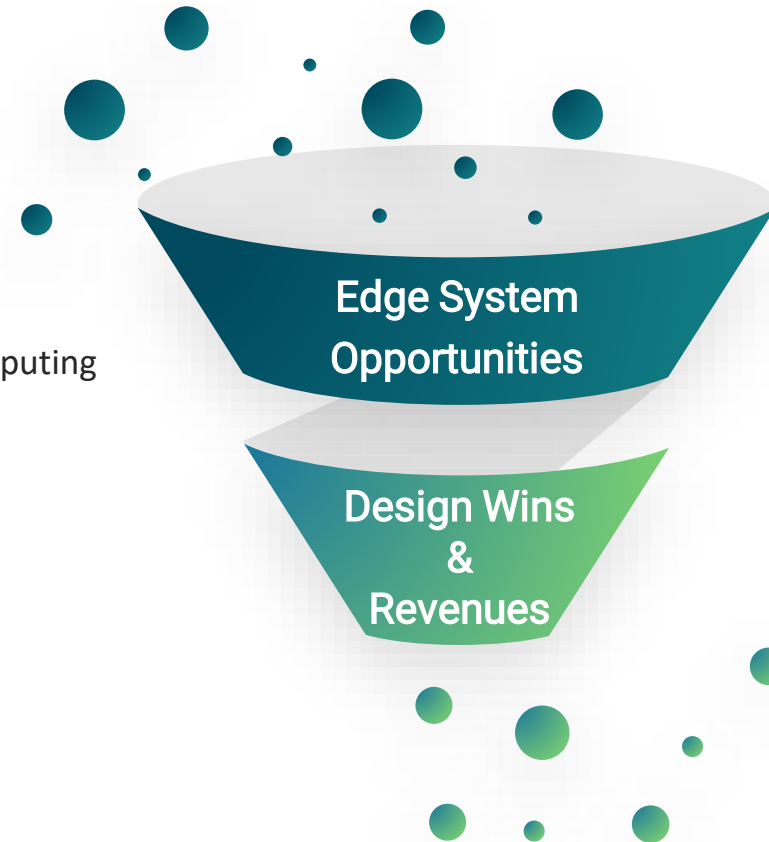 Edge System
Opportunities
puting
Design Wins
&
Revenues